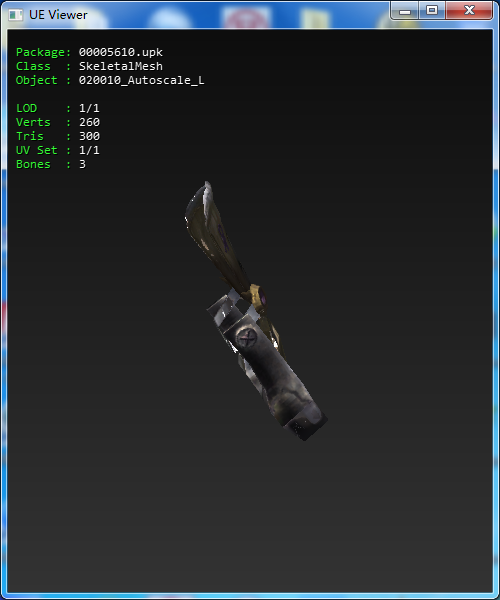 UE Viewer
Package: 00005610.upk
Class : SkeletalMesh
Object : 020010_Autoscale_L
LOD : 1/1
Verts : 260
Tris : 300
UV Set : 1/1
Bones : 3